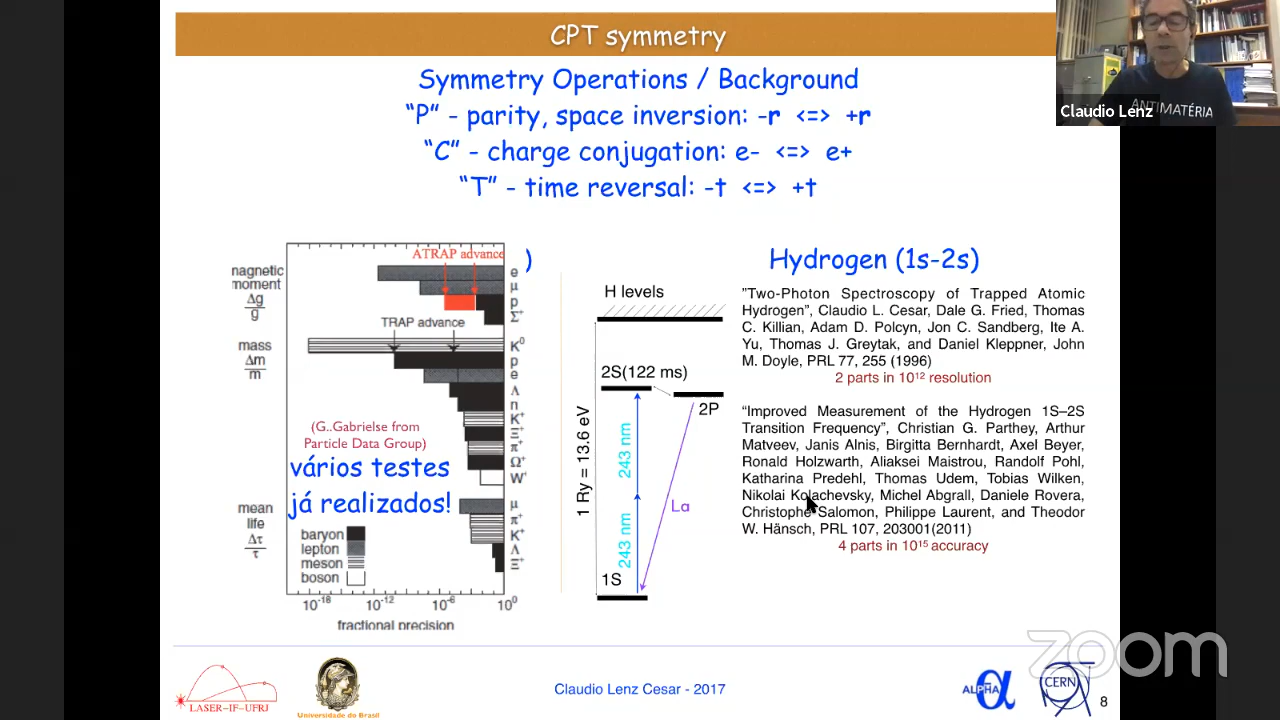 CPT symmetry
Symmetry Operations / Background
“P” - parity, space inversion: -r <=> +r
“C” - charge conjugation: e- <=> e+
“T” - time reversal: -t <=> +t
Claudio Lenz
ANTIMATÉRIA
)
ATRAP advance
magnetic
moment
Δg
g
e
μ
p
Σ+
TRAP advance
mass
Δm
m
K0
p
e
Λ
n
K+
Ξ+
π+
Ω+
W+
(G..Gabrielse from
Particle Data Group)
vários testes
já realizados!
mean
life
Δτ
τ
μ
π+
K+
Λ
Ξ+
baryon
lepton
meson
boson
10-18 10-12 10-6 100
fractional precision
H levels
2S(122 ms)
2P
1 Ry = 13.6 eV
243 nm
243 nm
La
1S
Hydrogen (1s-2s)
”Two-Photon Spectroscopy of Trapped Atomic
Hydrogen”, Claudio L. Cesar, Dale G. Fried, Thomas
C. Killian, Adam D. Polcyn, Jon C. Sandberg, Ite A.
Yu, Thomas J. Greytak, and Daniel Kleppner, John
M. Doyle, PRL 77, 255 (1996)
2 parts in 1012 resolution
“Improved Measurement of the Hydrogen 1S–2S
Transition Frequency”, Christian G. Parthey, Arthur
Matveev, Janis Alnis, Birgitta Bernhardt, Axel Beyer,
Ronald Holzwarth, Aliaksei Maistrou, Randolf Pohl,
Katharina Predehl, Thomas Udem, Tobias Wilken,
Nikolai Kolachevsky, Michel Abgrall, Daniele Rovera,
Christophe Salomon, Philippe Laurent, and Theodor
W. Hänsch, PRL 107, 203001(2011)
4 parts in 1015 accuracy
zoom
LASER-IF-UFRJ
Universidade do Brasil
Claudio Lenz Cesar - 2017
ALPHA
CERN
8